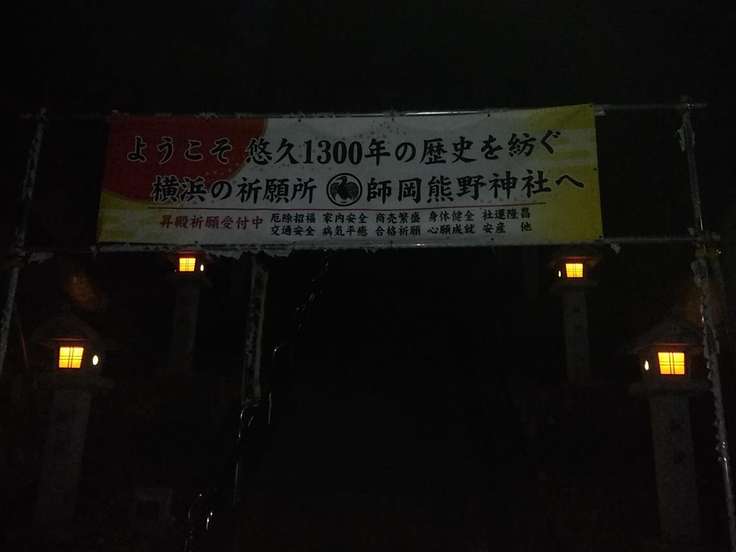 ようこそ 悠久1300年の歴史を紡ぐ
横浜の祈願所 師岡熊野神社へ
昇殿祈願受付中 厄除招福 家内安全 商売繁盛 身体健全 社運隆昌
交通安全 病気平癒 合格祈願 心願成就 安産 他